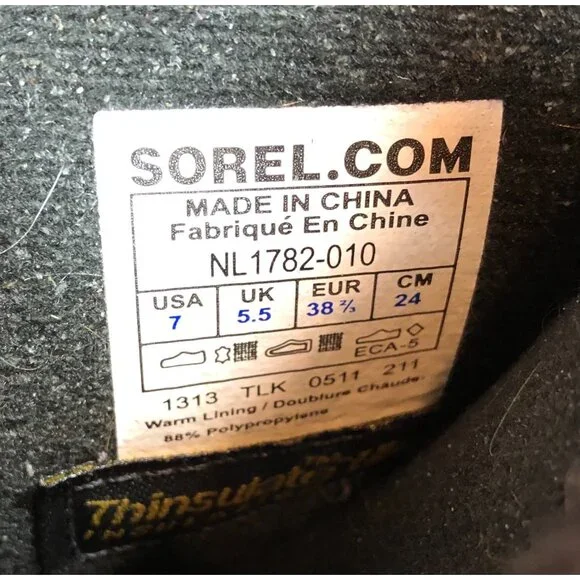 SOREL.COM
MADE IN CHINA
Fabriqué En Chine
NL1782-010
USA UK EUR CM
7 5.5 38 ⅔ 24
ECA-5
1313 TLK 0511 211
Warm Lining / Doublure Chaude.
88% Polypropylene
Thinsulate